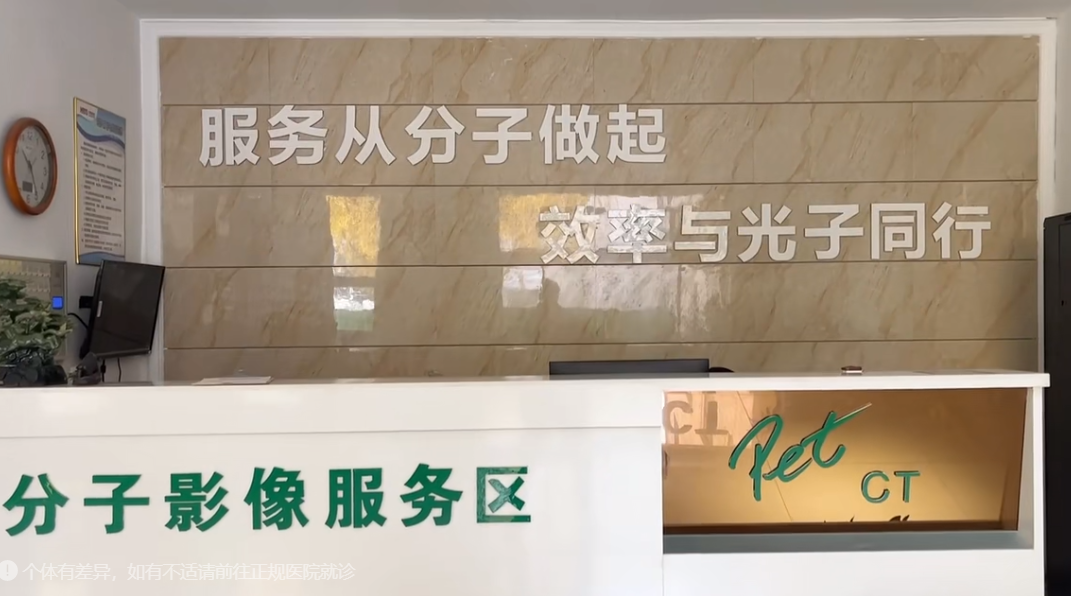 服务从分子做起
效率与光子同行
分子影像服务区
Pet
CT
个体有差异，如有不适请前往正规医院就诊